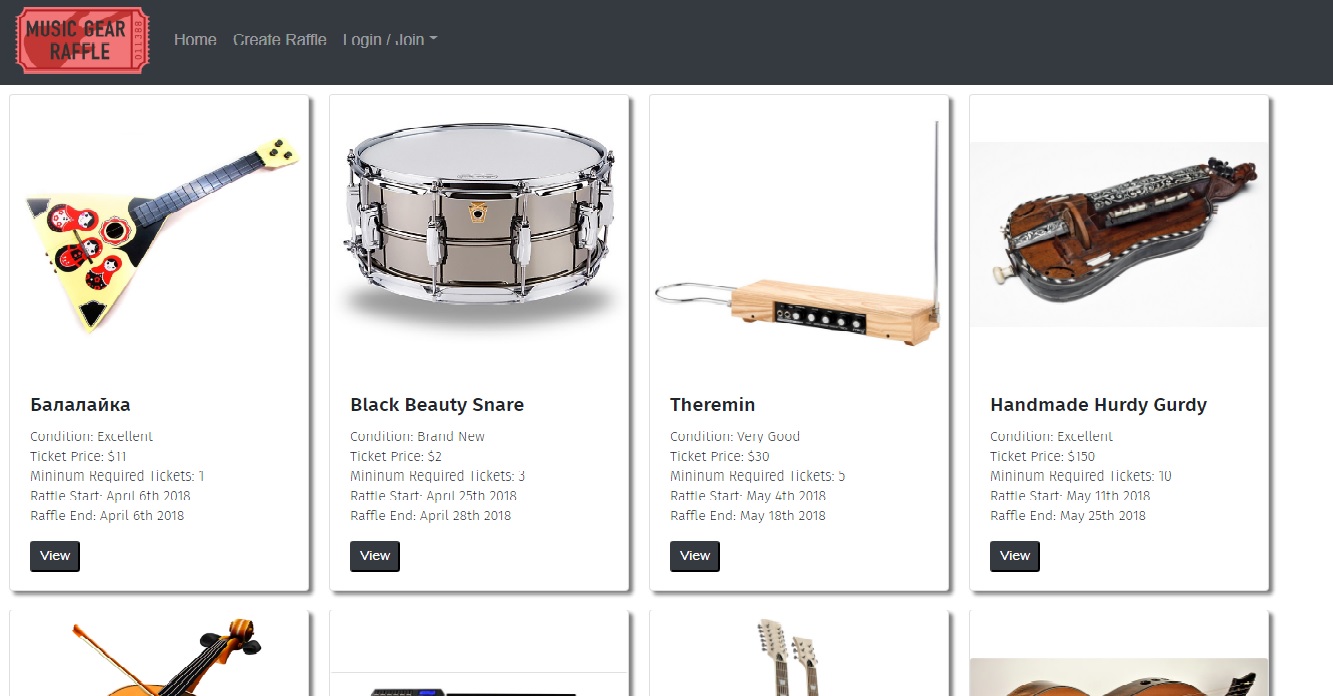 MUSIC GEAR
RAFFLE
011388
Home Create Raffle Login / Join
Балалайка
Condition: Excellent
Ticket Price: $11
Mininum Required Tickets: 1
Raffle Start: April 6th 2018
Raffle End: April 6th 2018
View
Black Beauty Snare
Condition: Brand New
Ticket Price: $2
Mininum Required Tickets: 3
Raffle Start: April 25th 2018
Raffle End: April 28th 2018
View
Theremin
Condition: Very Good
Ticket Price: $30
Mininum Required Tickets: 5
Raffle Start: May 4th 2018
Raffle End: May 18th 2018
View
Handmade Hurdy Gurdy
Condition: Excellent
Ticket Price: $150
Mininum Required Tickets: 10
Raffle Start: May 11th 2018
Raffle End: May 25th 2018
View